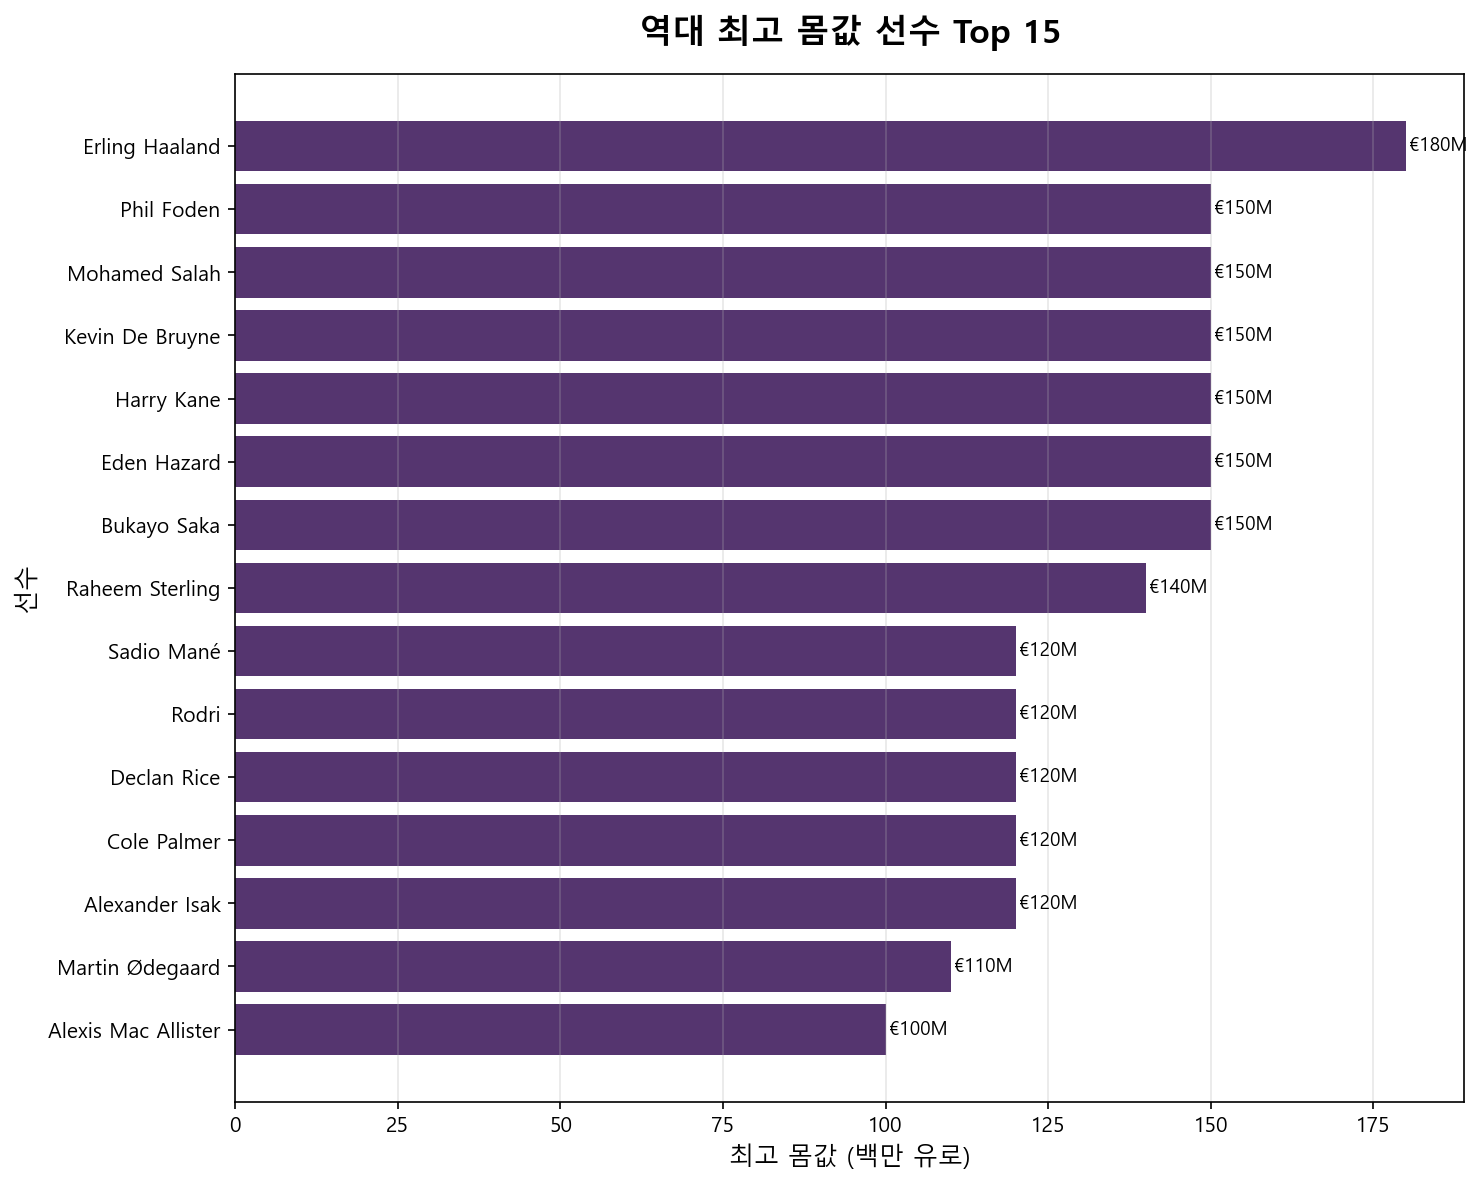 역대 최고 몸값 선수 Top 15
선수
Erling Haaland €180M
Phil Foden €150M
Mohamed Salah €150M
Kevin De Bruyne €150M
Harry Kane €150M
Eden Hazard €150M
Bukayo Saka €150M
Raheem Sterling €140M
Sadio Mané €120M
Rodri €120M
Declan Rice €120M
Cole Palmer €120M
Alexander Isak €120M
Martin Ødegaard €110M
Alexis Mac Allister €100M
0 25 50 75 100 125 150 175
최고 몸값 (백만 유로)